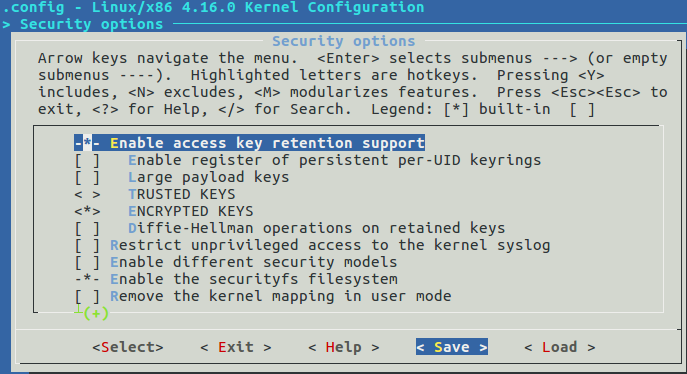 .config - Linux/x86 4.16.0 Kernel Configuration
> Security options
Security options
Arrow keys navigate the menu.  <Enter> selects submenus ---> (or empty
submenus ----).  Highlighted letters are hotkeys.  Pressing <Y>
includes, <N> excludes, <M> modularizes features.  Press <Esc><Esc> to
exit, <?> for Help, </> for Search.  Legend: [*] built-in  [ ]
-*- Enable access key retention support
[ ]   Enable register of persistent per-UID keyrings
[ ]   Large payload keys
< >   TRUSTED KEYS
<*>   ENCRYPTED KEYS
[ ]   Diffie-Hellman operations on retained keys
[ ] Restrict unprivileged access to the kernel syslog
[ ] Enable different security models
-*- Enable the securityfs filesystem
[ ] Remove the kernel mapping in user mode
┴(+)
<Select>    < Exit >    < Help >    < Save >    < Load >